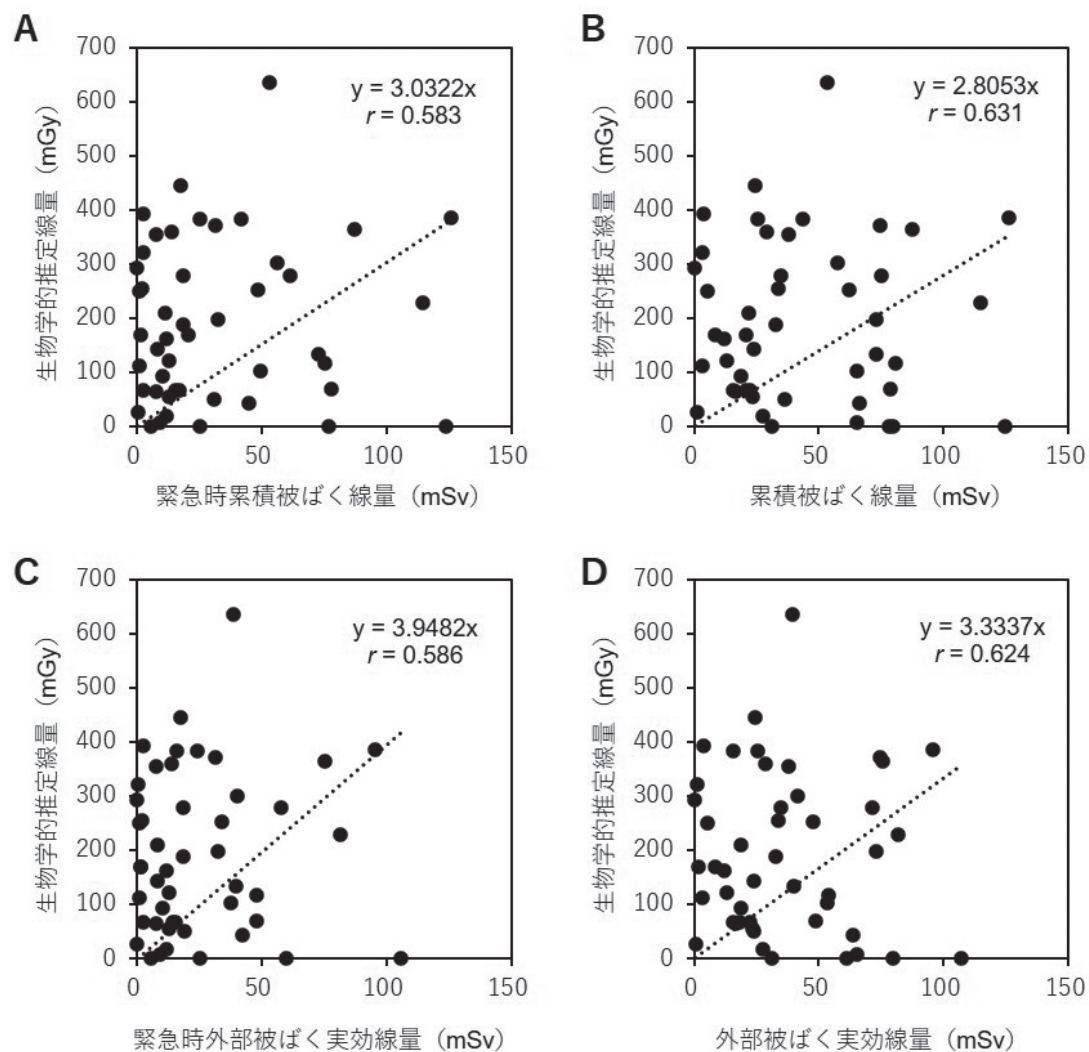 A
700
600
500
400
300
200
100
0
0
50
100
150
y = 3.0322x
r = 0.583
生物学的推定線量（mGy）
緊急時累積被ばく線量（mSv）
B
700
600
500
400
300
200
100
0
0
50
100
150
y = 2.8053x
r = 0.631
生物学的推定線量（mGy）
累積被ばく線量（mSv）
C
700
600
500
400
300
200
100
0
0
50
100
150
y = 3.9482x
r = 0.586
生物学的推定線量（mGy）
緊急時外部被ばく実効線量（mSv）
D
700
600
500
400
300
200
100
0
0
50
100
150
y = 3.3337x
r = 0.624
生物学的推定線量（mGy）
外部被ばく実効線量（mSv）